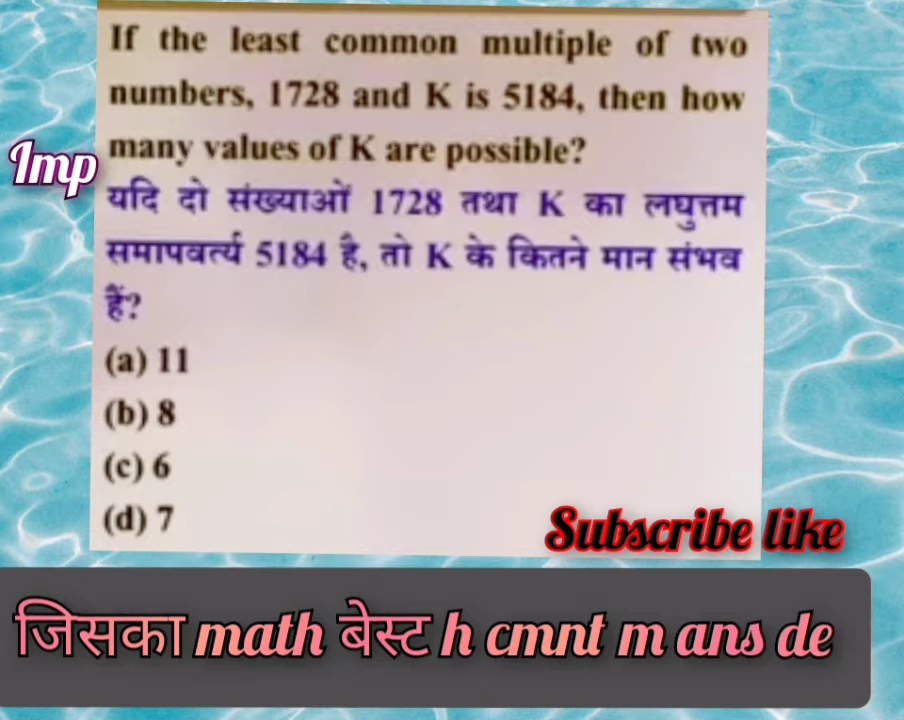 If the least common multiple of two
numbers, 1728 and K is 5184, then how
many values of K are possible?
Imp
यदि दो संख्याओं 1728 तथा K का लघुत्तम
समापवर्त्य 5184 है, तो K के कितने मान संभव
हैं?
(a) 11
(b) 8
(c) 6
(d) 7
Subscribe like
जिसका math बेस्ट h cmnt m ans de